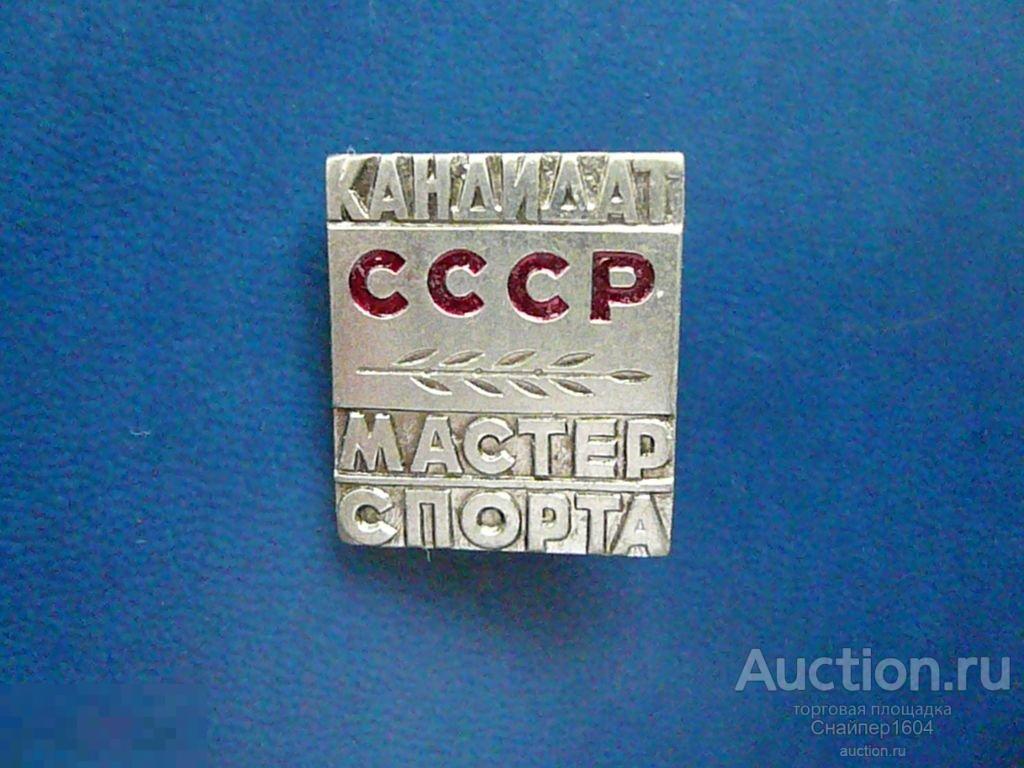 КАНДИДАТ
СССР
МАСТЕР
СПОРТА
Auction.ru
торговая площадка
Снайпер1604
auction.ru